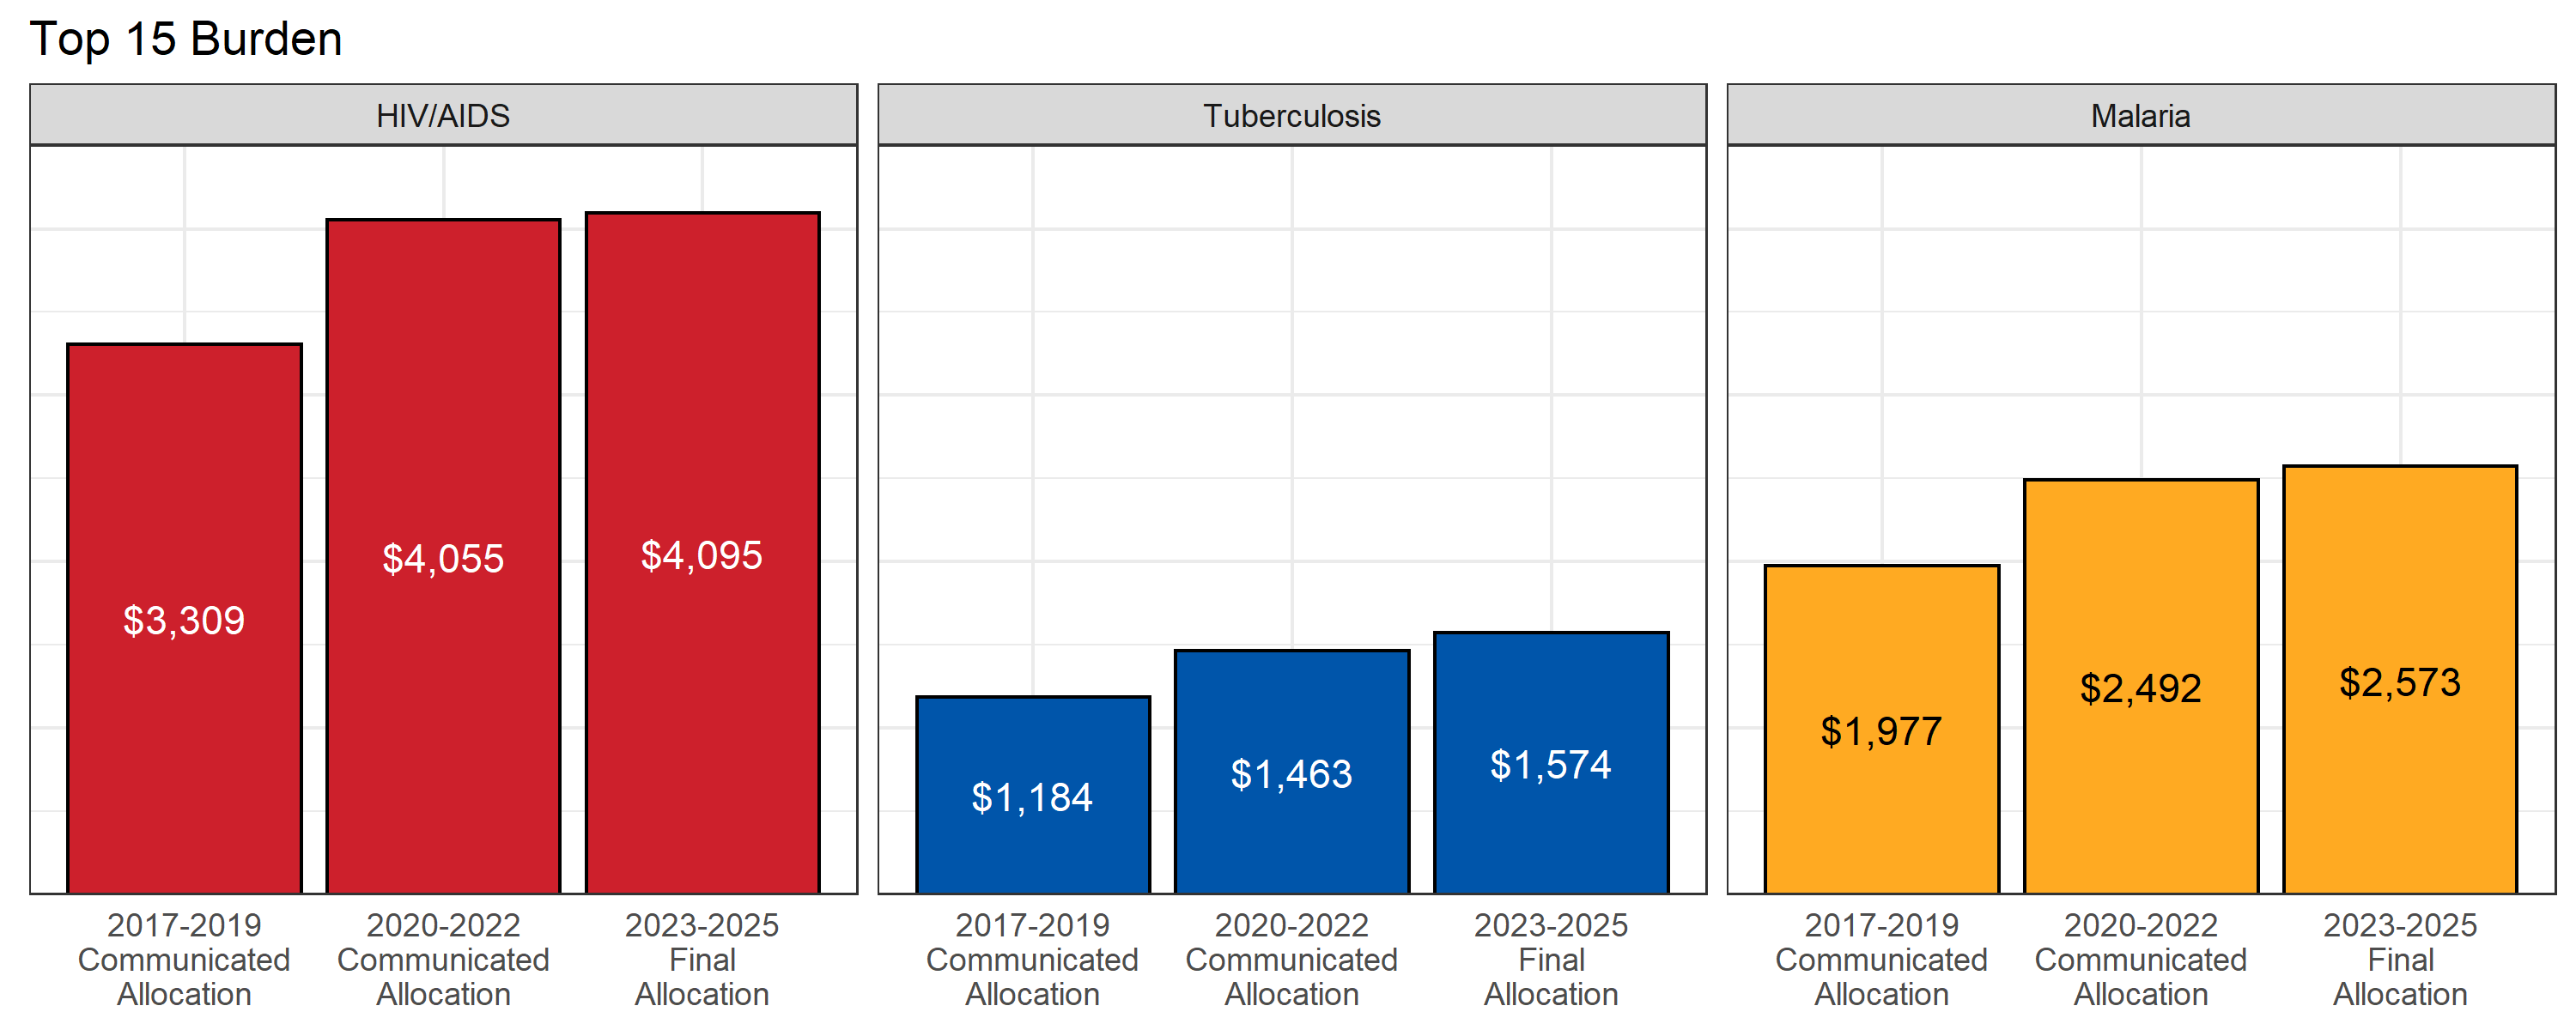 Top 15 Burden
HIV/AIDS
$3,309
$4,055
$4,095
2017-2019
Communicated
Allocation
2020-2022
Communicated
Allocation
2023-2025
Final
Allocation
Tuberculosis
$1,184
$1,463
$1,574
2017-2019
Communicated
Allocation
2020-2022
Communicated
Allocation
2023-2025
Final
Allocation
Malaria
$1,977
$2,492
$2,573
2017-2019
Communicated
Allocation
2020-2022
Communicated
Allocation
2023-2025
Final
Allocation